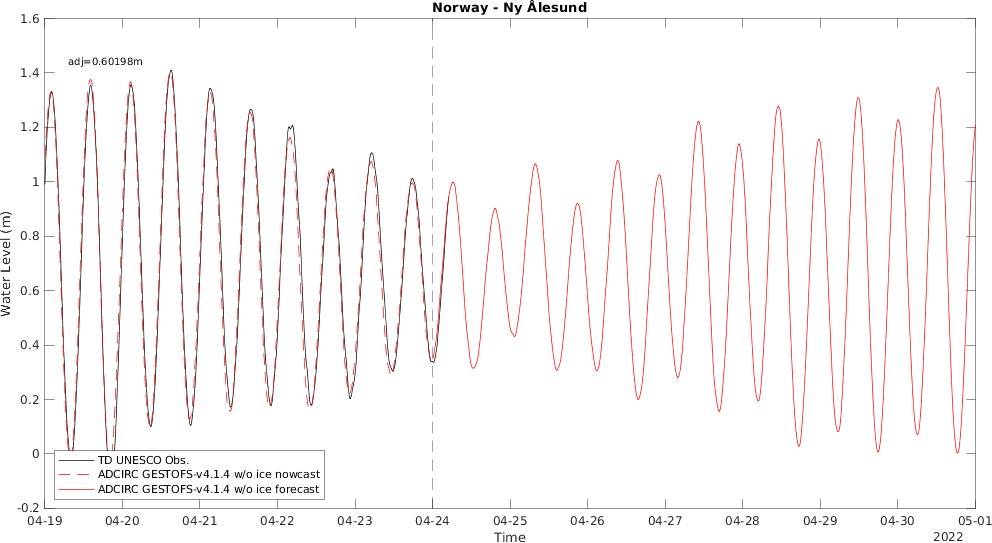 Norway - Ny Ålesund
adj=0.60198m
Water Level (m)
1.6
1.4
1.2
1
0.8
0.6
0.4
0.2
0
-0.2
TD UNESCO Obs.
ADCIRC GESTOFS-v4.1.4 w/o ice nowcast
ADCIRC GESTOFS-v4.1.4 w/o ice forecast
04-19 04-20 04-21 04-22 04-23 04-24 04-25 04-26 04-27 04-28 04-29 04-30 05-01
Time
2022